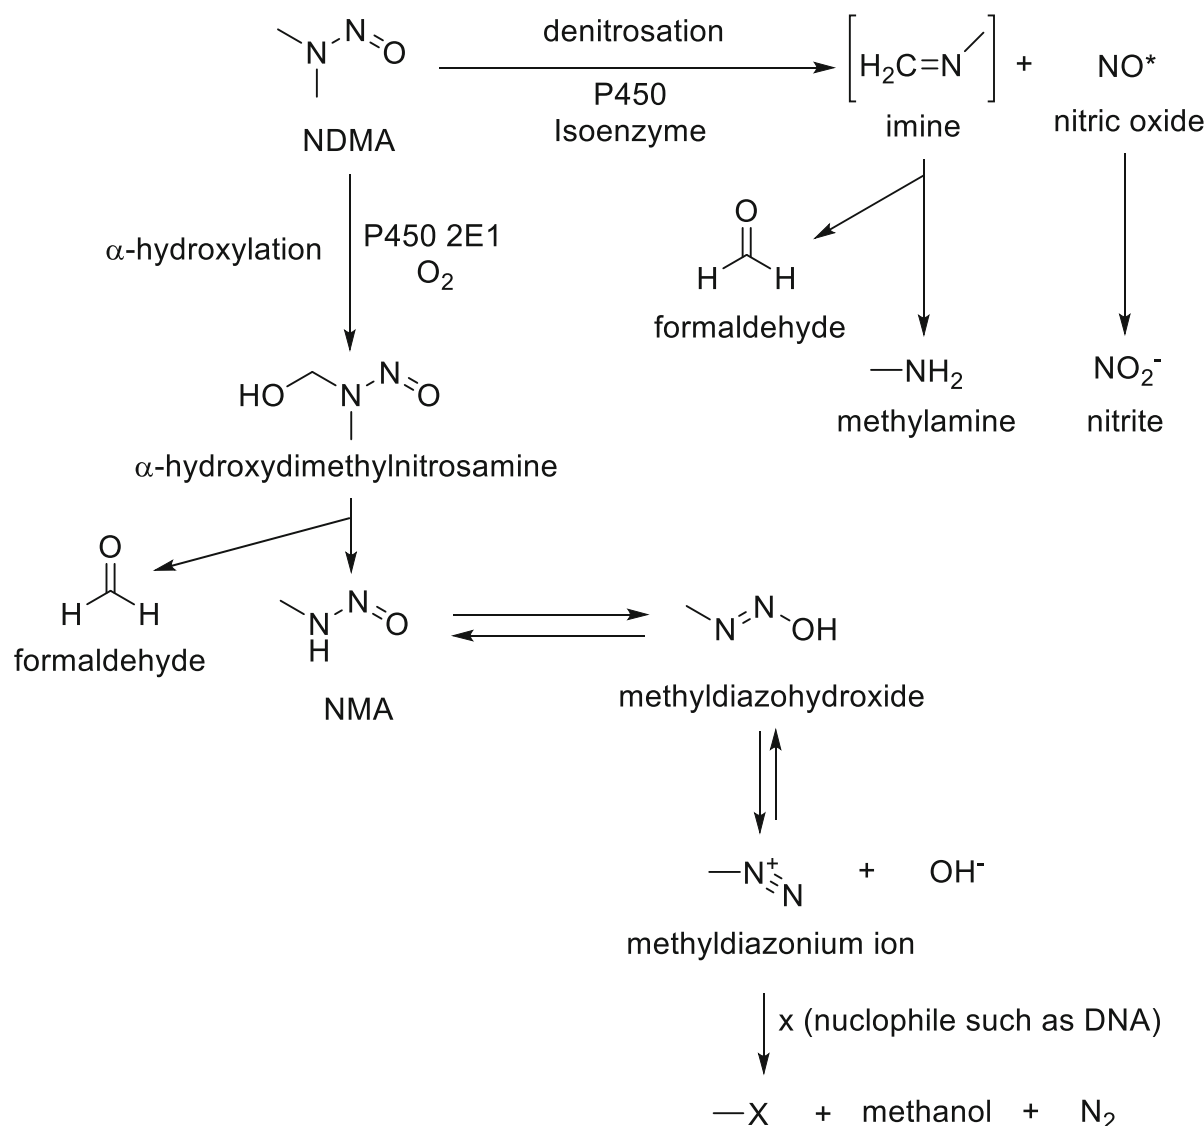 N N O
NDMA
denitrosation
P450
Isoenzyme
H₂C=N
imine
+
NO*
nitric oxide
α-hydroxylation
P450 2E1
O₂
O
H H
formaldehyde
—NH₂
methylamine
NO₂⁻
nitrite
HO N N O
α-hydroxydimethylnitrosamine
O
H H
formaldehyde
N N O
H
NMA
N N OH
methyldiazohydroxide
N⁺ N + OH⁻
methyldiazonium ion
x (nuclophile such as DNA)
—X + methanol + N₂